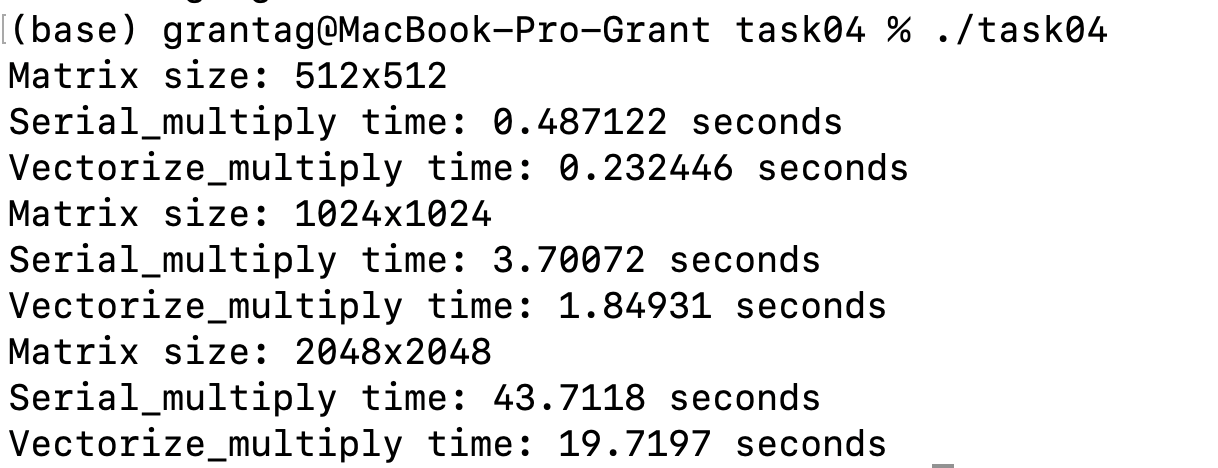 (base) grantag@MacBook-Pro-Grant task04 % ./task04
Matrix size: 512x512
Serial_multiply time: 0.487122 seconds
Vectorize_multiply time: 0.232446 seconds
Matrix size: 1024x1024
Serial_multiply time: 3.70072 seconds
Vectorize_multiply time: 1.84931 seconds
Matrix size: 2048x2048
Serial_multiply time: 43.7118 seconds
Vectorize_multiply time: 19.7197 seconds